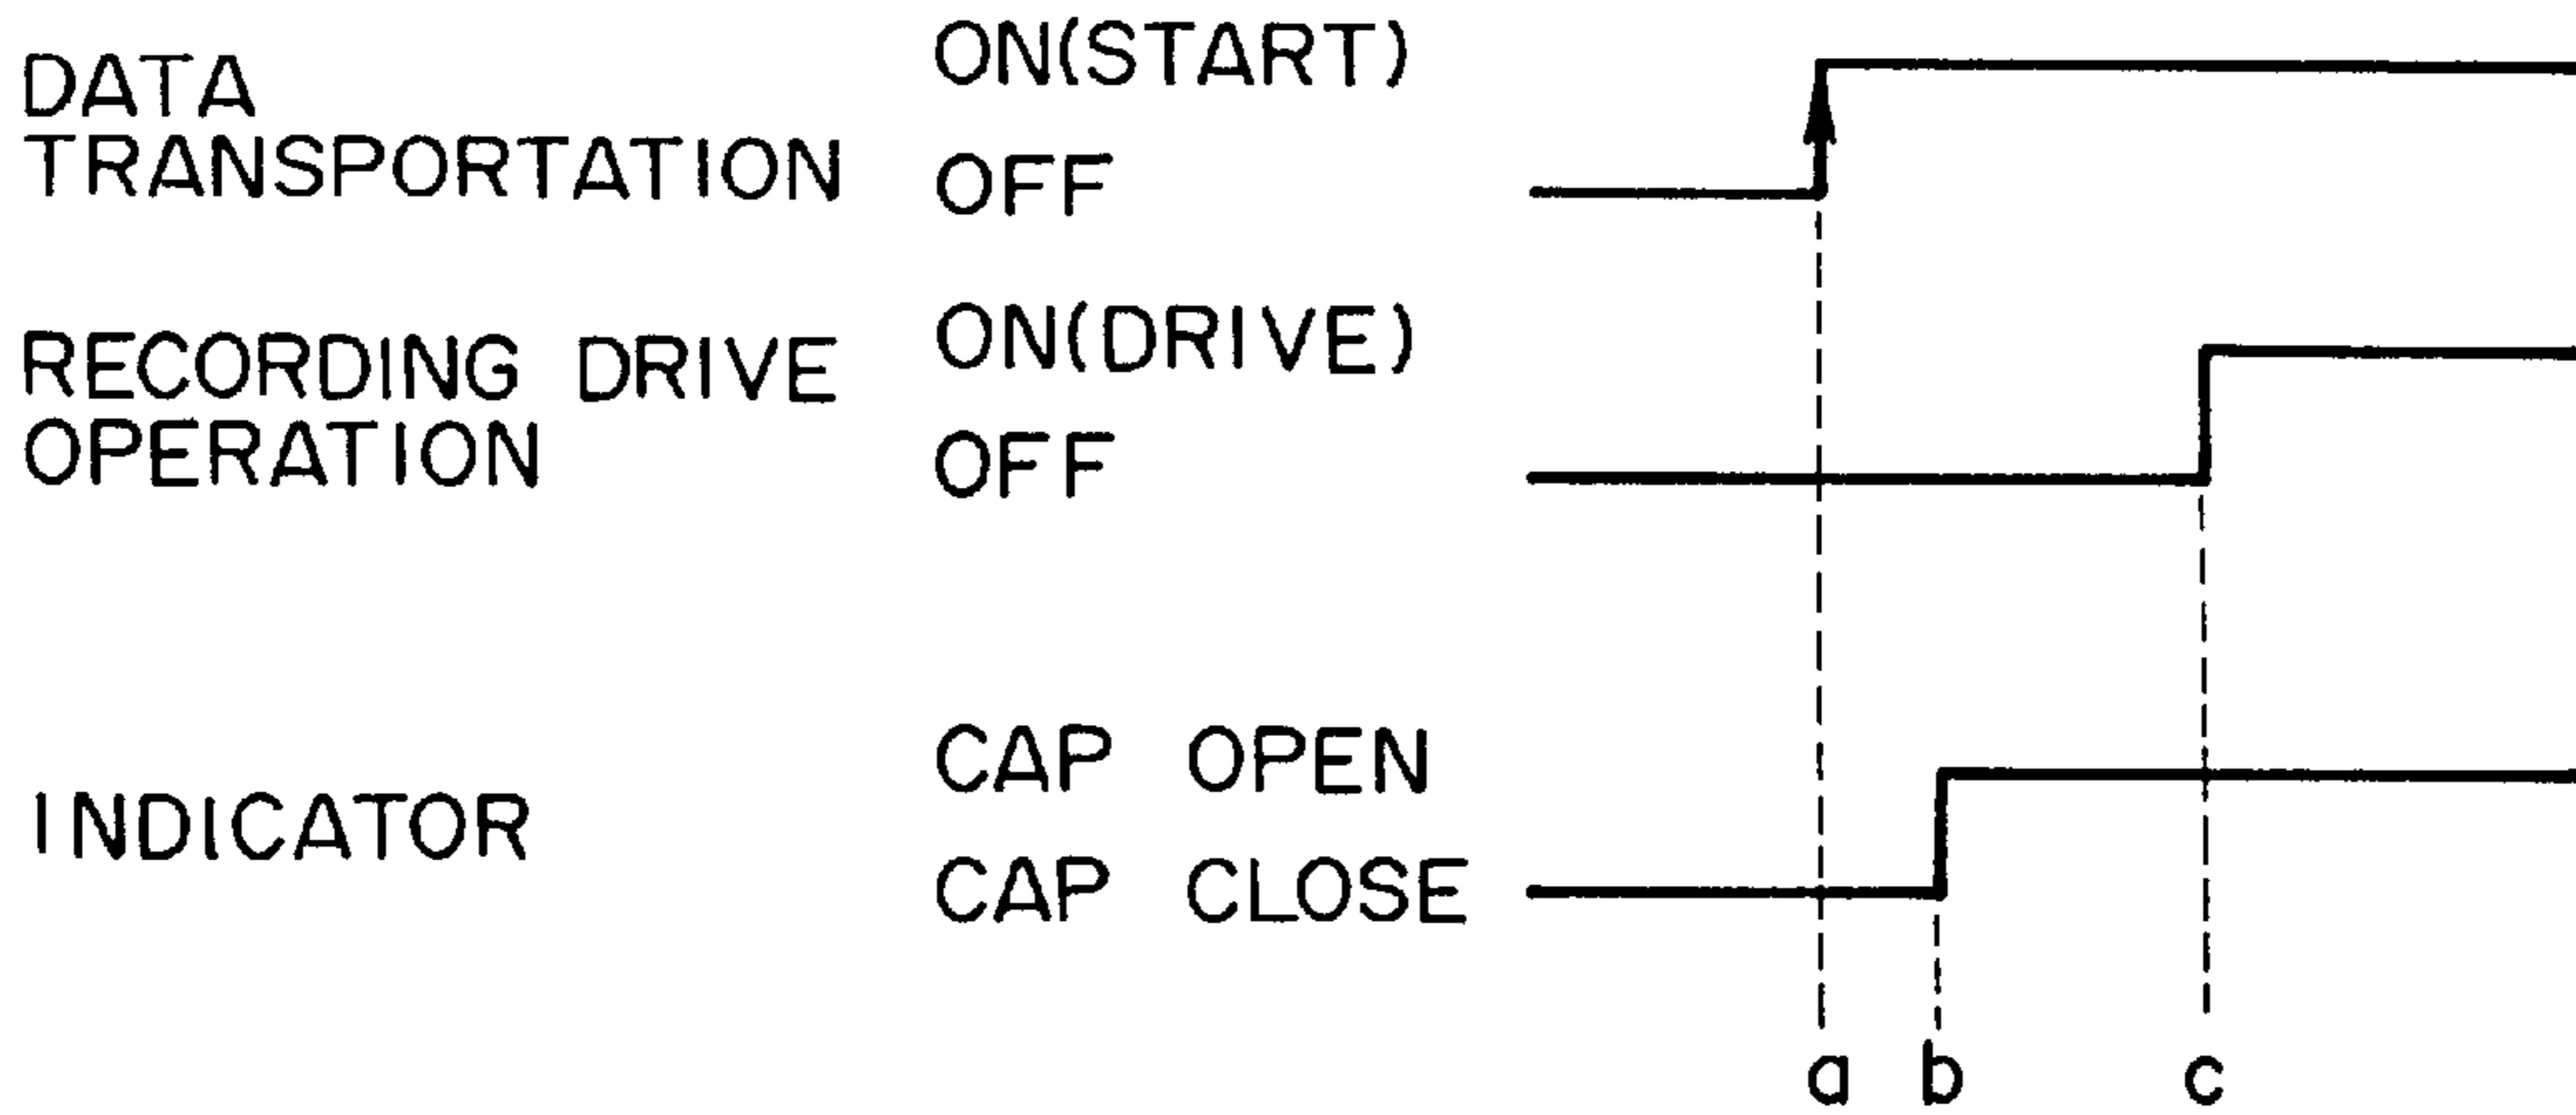 DATA
TRANSPORTATION
ON(START)
OFF
RECORDING DRIVE
OPERATION
ON(DRIVE)
OFF
INDICATOR
CAP OPEN
CAP CLOSE
a b c